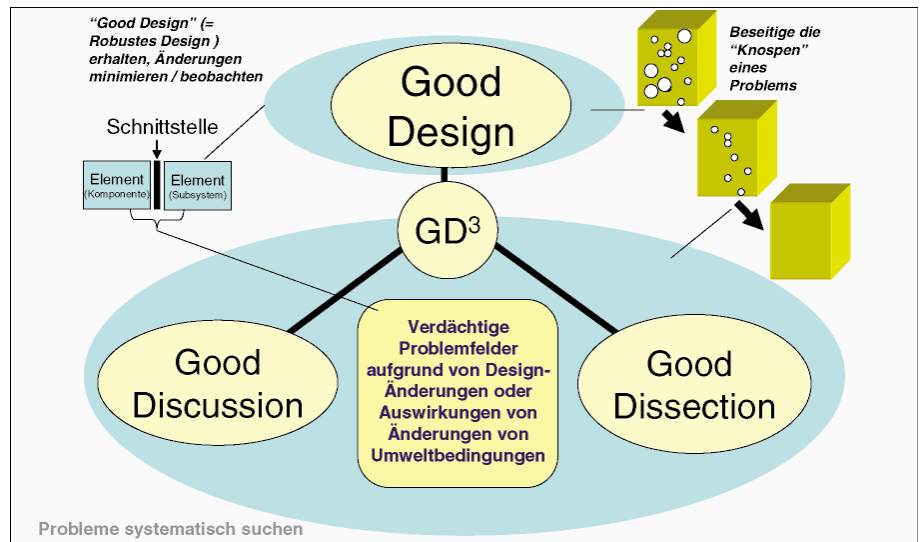 “Good Design” (=
Robustes Design )
erhalten, Änderungen
minimieren / beobachten
Good
Design
Beseitige die
“Knospen”
eines
Problems
Schnittstelle
Element
(Komponente)
Element
(Subsystem)
GD³
Good
Discussion
Verdächtige
Problemfelder
aufgrund von Design-
Änderungen oder
Auswirkungen von
Änderungen von
Umweltbedingungen
Good
Dissection
Probleme systematisch suchen